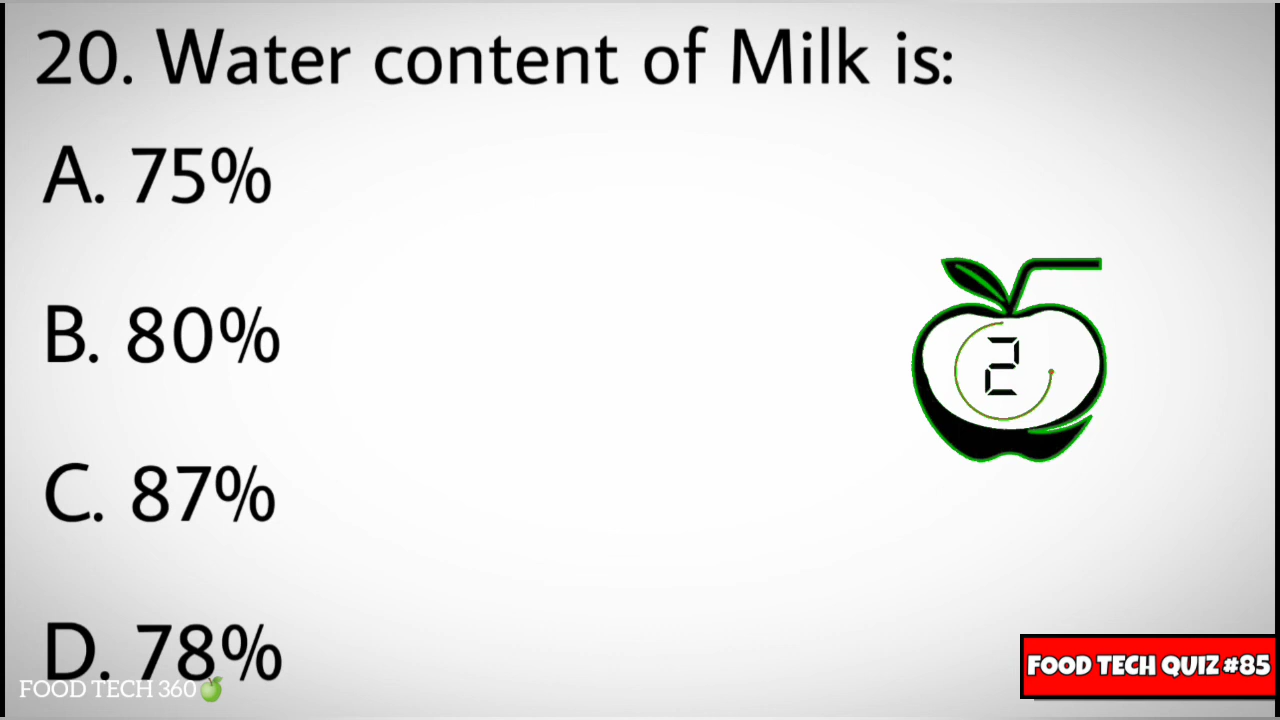 20. Water content of Milk is:
A. 75%
B. 80%
2
C. 87%
D. 78%
FOOD TECH QUIZ #85
FOOD TECH 360